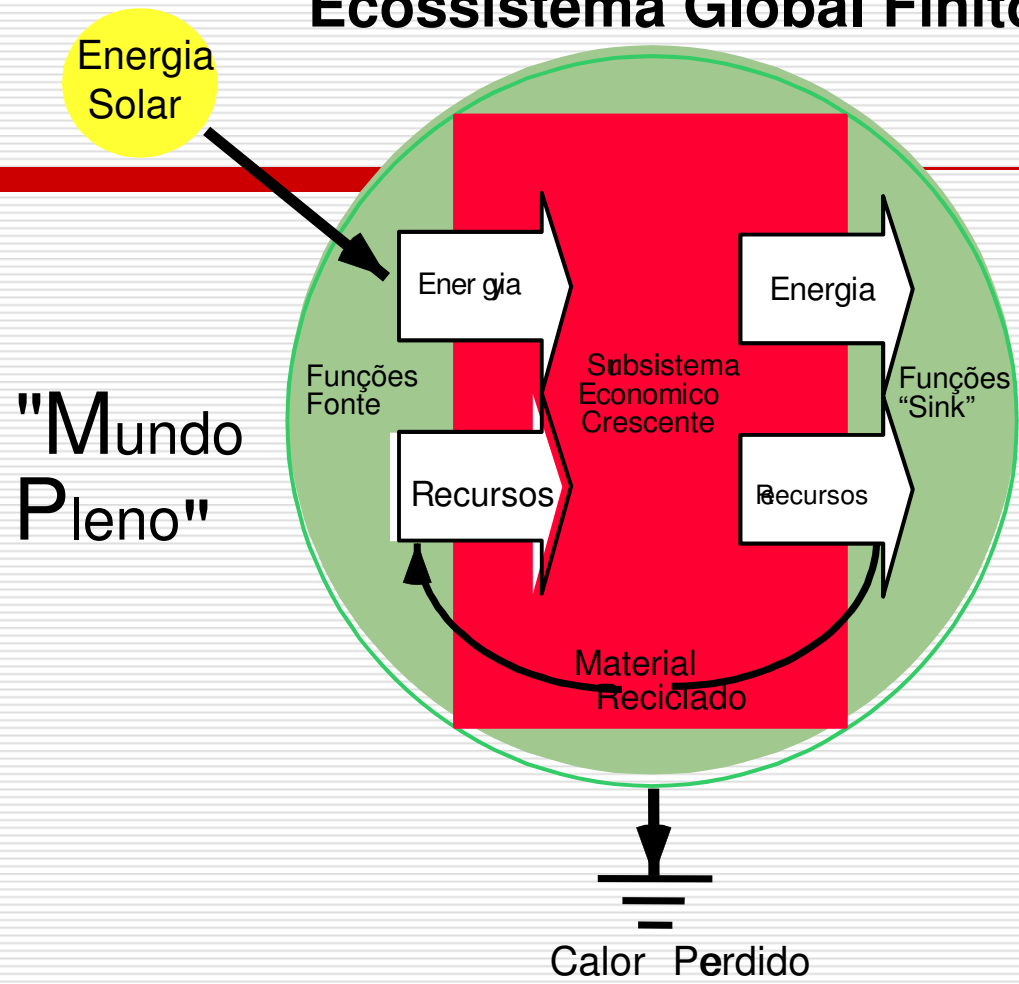 Ecossistema Global Finito
Energia
Solar
Energia
Energia
Funções
Fonte
Subsistema
Economico
Crescente
Funções
“Sink”
"Mundo
Pleno"
Recursos
Recursos
Material
Reciclado
Calor Perdido